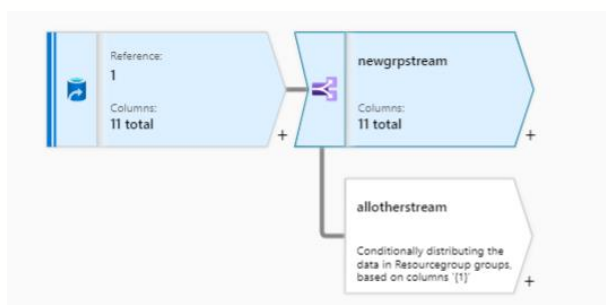 Reference:
1
Columns:
11 total
+
newgrpstream
Columns:
11 total
+
allotherstream
Conditionally distributing the
data in Resourcegroup groups,
based on columns '{1}'
+